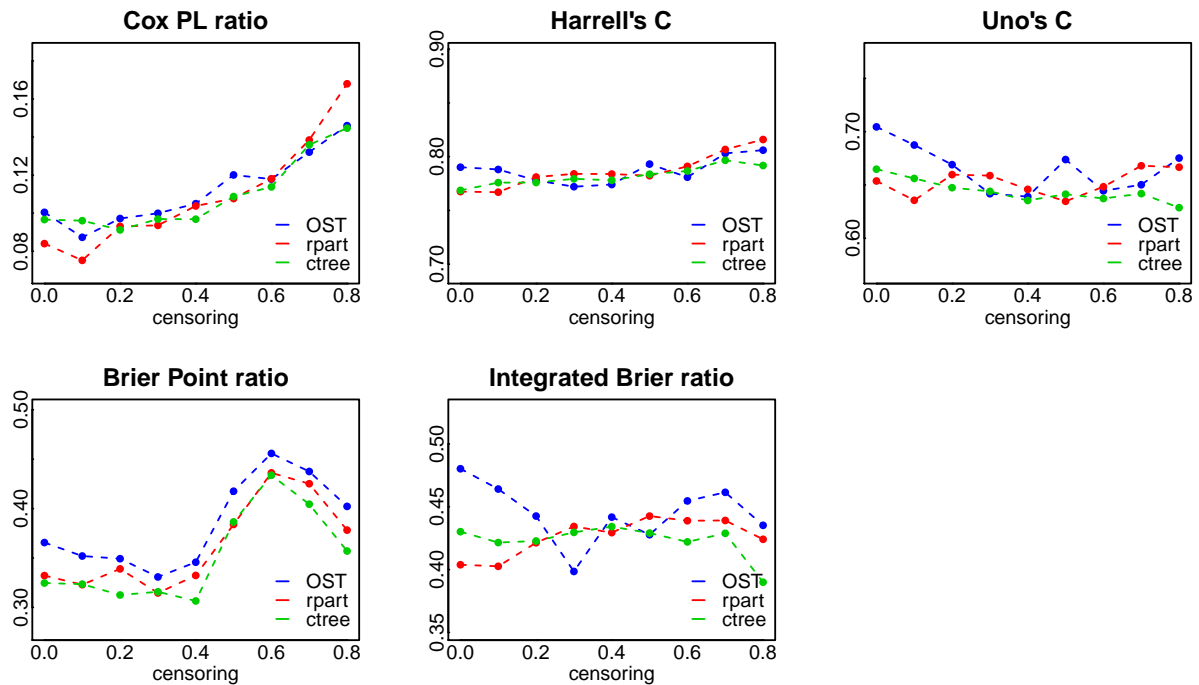 Cox PL ratio
0.16
0.12
0.08
OST
rpart
ctree
0.0 0.2 0.4 0.6 0.8
censoring
Harrell's C
0.90
0.80
0.70
OST
rpart
ctree
0.0 0.2 0.4 0.6 0.8
censoring
Uno's C
0.70
0.60
OST
rpart
ctree
0.0 0.2 0.4 0.6 0.8
censoring
Brier Point ratio
0.50
0.40
0.30
OST
rpart
ctree
0.0 0.2 0.4 0.6 0.8
censoring
Integrated Brier ratio
0.50
0.45
0.40
0.35
OST
rpart
ctree
0.0 0.2 0.4 0.6 0.8
censoring